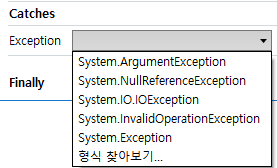 Catches
Exception
System.ArgumentException
System.NullReferenceException
System.IO.IOException
System.InvalidOperationException
System.Exception
형식 찾아보기...
Finally